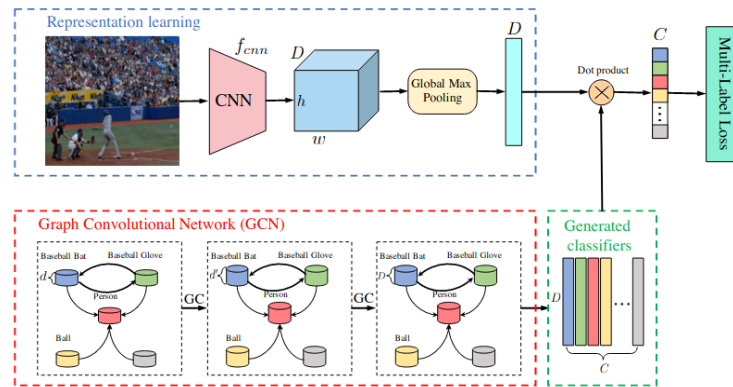 Representation learning
f_cnn
CNN
D
h
w
Global Max
Pooling
D
Dot product
C
Multi-Label Loss
Graph Convolutional Network (GCN)
Baseball Bat
Baseball Glove
d
Person
Ball
GC
Baseball Bat
Baseball Glove
d'
Person
Ball
GC
Baseball Bat
Baseball Glove
D
Person
Ball
Generated
classifiers
D
...
C